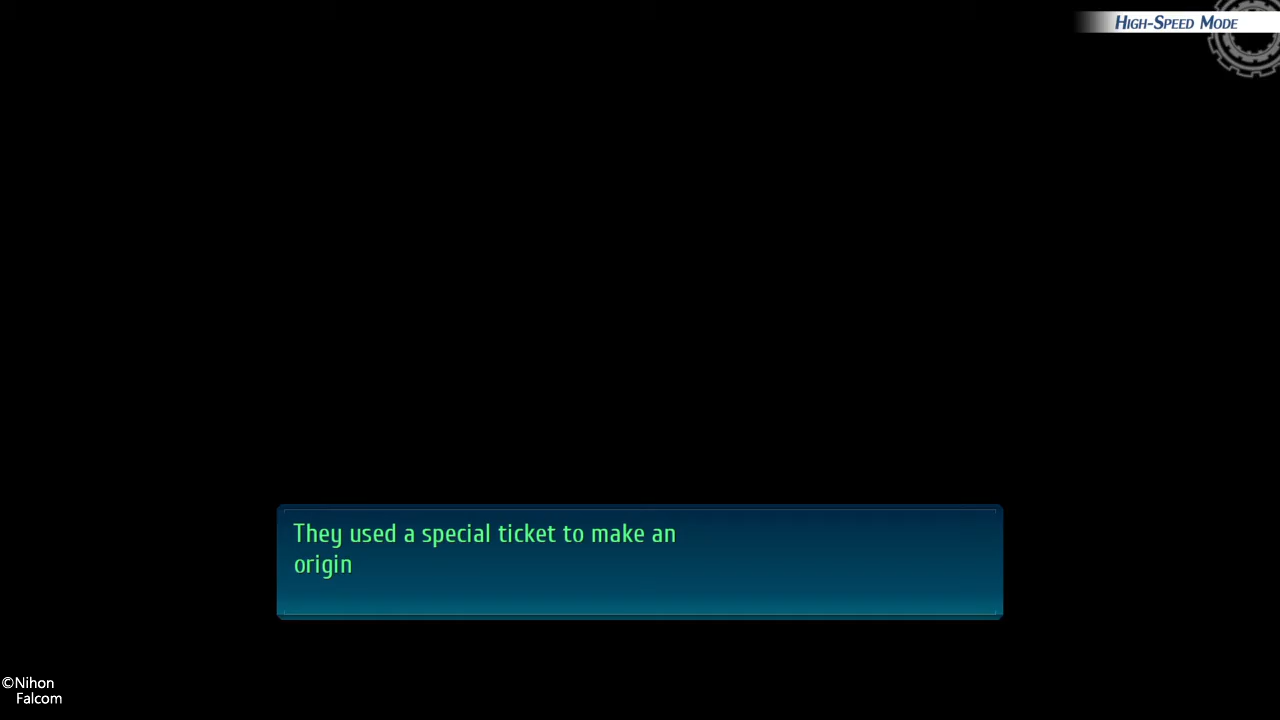 HIGH-SPEED MODE
They used a special ticket to make an
origin
©Nihon
Falcom